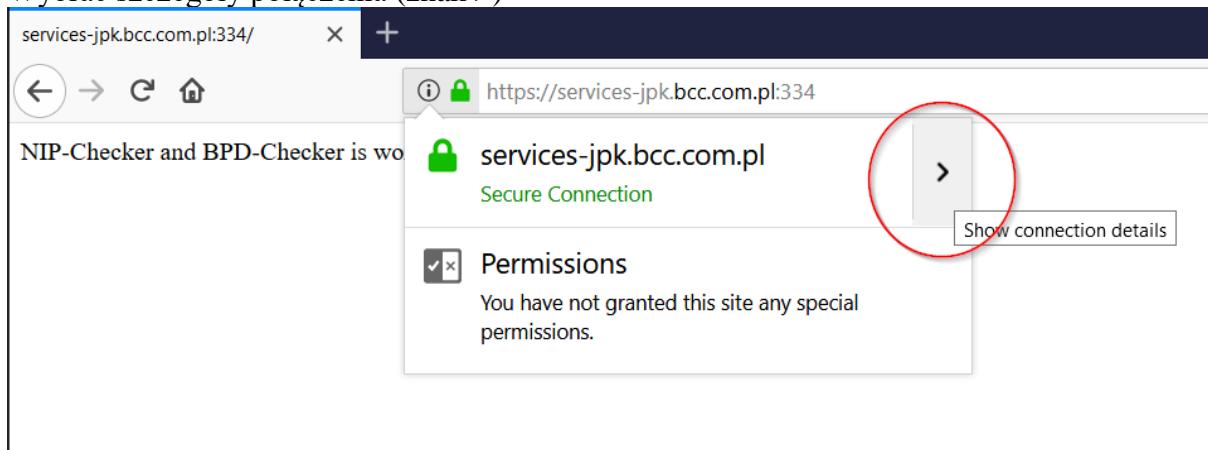 services-jpk.bcc.com.pl:334/
https://services-jpk.bcc.com.pl:334
NIP-Checker and BPD-Checker is
services-jpk.bcc.com.pl
Secure Connection
Show connection details
Permissions
You have not granted this site any special
permissions.